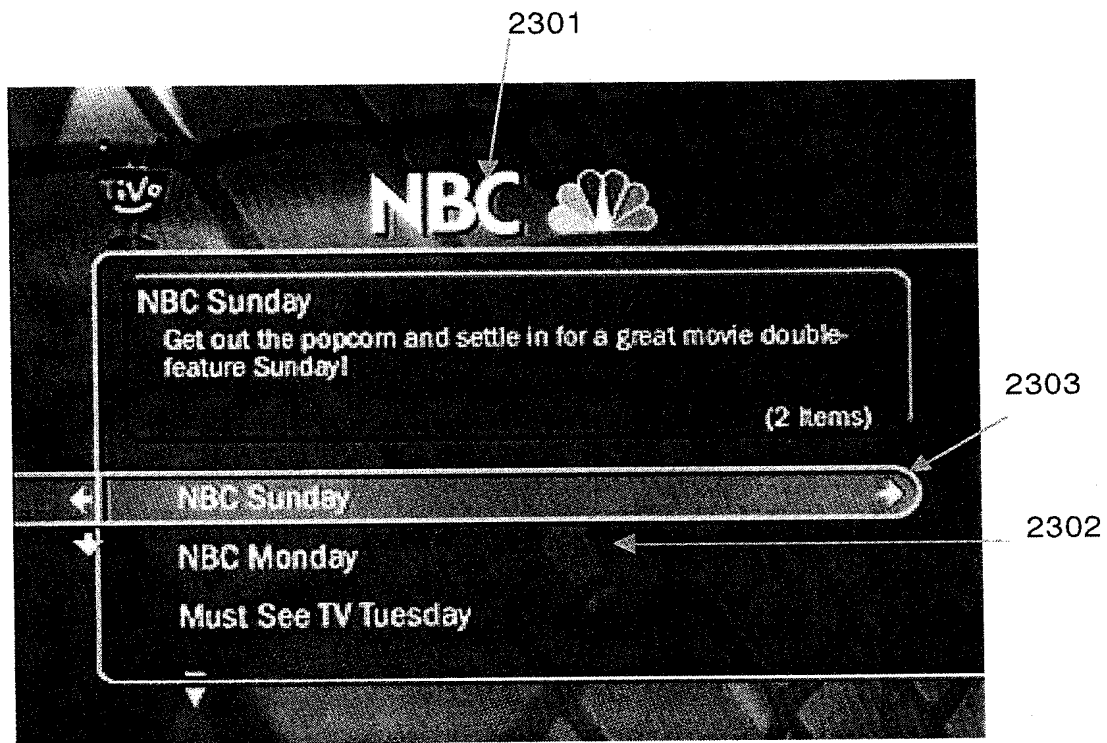 2301
TiVo
NBC
NBC Sunday
Get out the popcorn and settle in for a great movie double-
feature Sunday!
(2 Items)
2303
NBC Sunday
2302
NBC Monday
Must See TV Tuesday